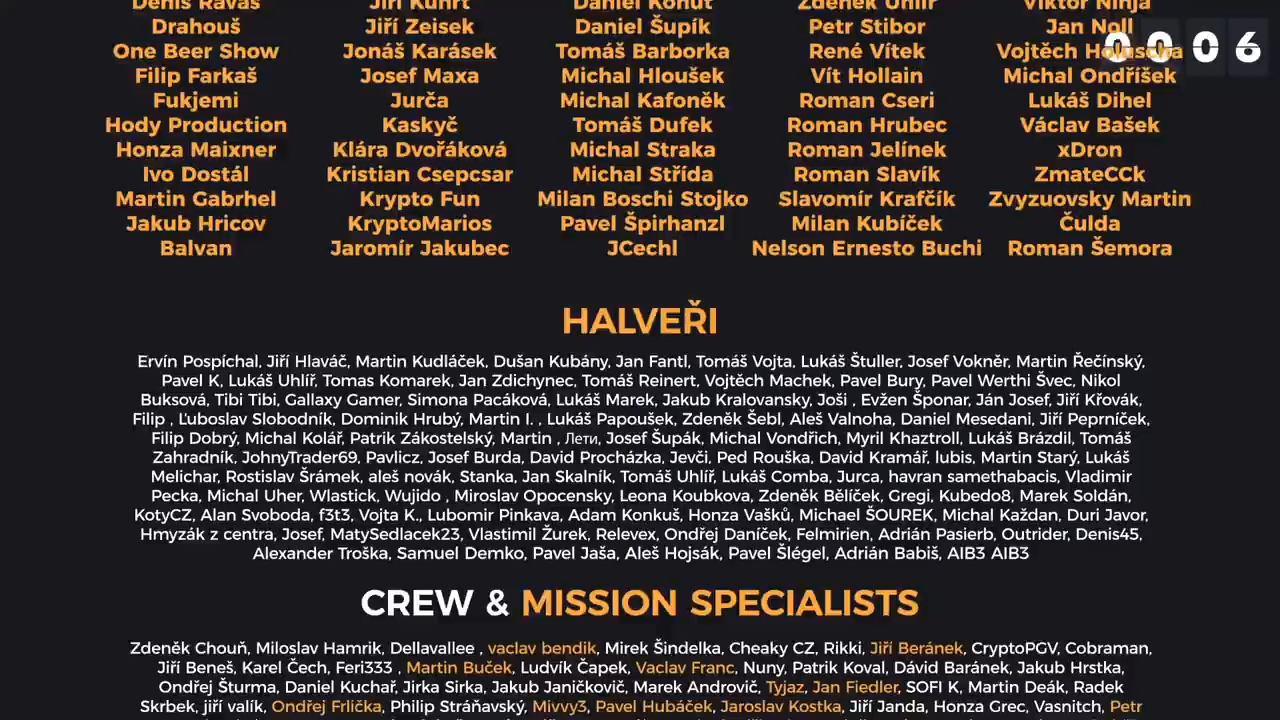 Denis Ravas Jiří Kuhrt Daniel Kohut Zdeněk Uhlíř Viktor Ninja
Drahouš Jiří Zeisek Daniel Šupík Petr Stibor Jan Noll
0006
One Beer Show Jonáš Karásek Tomáš Barborka René Vítek Vojtěch Holuscha
Filip Farkaš Josef Maxa Michal Hloušek Vít Hollain Michal Ondříšek
Fukjemi Jurča Michal Kafoněk Roman Cseri Lukáš Dihel
Hody Production Kaskyč Tomáš Dufek Roman Hrubec Václav Bašek
Honza Maixner Klára Dvořáková Michal Straka Roman Jelínek xDron
Ivo Dostál Kristian Csepcsar Michal Střída Roman Slavík ZmateCCk
Martin Gabrhel Krypto Fun Milan Boschi Stojko Slavomír Krafčík Zvyzuovsky Martin
Jakub Hricov KryptoMarios Pavel Špirhanzl Milan Kubíček Čulda
Balvan Jaromír Jakubec JCechl Nelson Ernesto Buchi Roman Šemora
HALVEŘI
Ervín Pospíchal, Jiří Hlaváč, Martin Kudláček, Dušan Kubány, Jan Fantl, Tomáš Vojta, Lukáš Štuller, Josef Vokněr, Martin Řečínský,
Pavel K, Lukáš Uhlíř, Tomas Komarek, Jan Zdichynec, Tomáš Reinert, Vojtěch Machek, Pavel Bury, Pavel Werthi Švec, Nikol
Buksová, Tibi Tibi, Gallaxy Gamer, Simona Pacáková, Lukáš Marek, Jakub Kralovansky, Joši , Evžen Šponar, Ján Josef, Jiří Křovák,
Filip , Ľuboslav Slobodník, Dominik Hrubý, Martin I. , Lukáš Papoušek, Zdeněk Šebl, Aleš Valnoha, Daniel Mesedani, Jiří Peprníček,
Filip Dobrý, Michal Kolář, Patrik Zákostelský, Martin , Лети, Josef Šupák, Michal Vondřich, Myril Khaztroll, Lukáš Brázdil, Tomáš
Zahradník, JohnyTrader69, Pavlicz, Josef Burda, David Procházka, Jevči, Ped Rouška, David Kramář, lubis, Martin Starý, Lukáš
Melichar, Rostislav Šrámek, aleš novák, Stanka, Jan Skalník, Tomáš Uhlíř, Lukáš Comba, Jurca, havran samethabacis, Vladimir
Pecka, Michal Uher, Wlastick, Wujido , Miroslav Opocensky, Leona Koubkova, Zdeněk Bělíček, Gregi, Kubedo8, Marek Soldán,
KotyCZ, Alan Svoboda, f3t3, Vojta K., Lubomir Pinkava, Adam Konkuš, Honza Vašků, Michael ŠOUREK, Michal Každan, Duri Javor,
Hmyzák z centra, Josef, MatySedlacek23, Vlastimil Žurek, Relevex, Ondřej Daníček, Felmirien, Adrián Pasierb, Outrider, Denis45,
Alexander Troška, Samuel Demko, Pavel Jaša, Aleš Hojsák, Pavel Šlégel, Adrián Babiš, AIB3 AIB3
CREW & MISSION SPECIALISTS
Zdeněk Chouň, Miloslav Hamrik, Dellavallee , vaclav bendik, Mirek Šindelka, Cheaky CZ, Rikki, Jiří Beránek, CryptoPGV, Cobraman,
Jiří Beneš, Karel Čech, Feri333 , Martin Buček, Ludvík Čapek, Vaclav Franc, Nuny, Patrik Koval, Dávid Baránek, Jakub Hrstka,
Ondřej Šturma, Daniel Kuchař, Jirka Sirka, Jakub Janičkovič, Marek Androvič, Tyjaz, Jan Fiedler, SOFI K, Martin Deák, Radek
Skrbek, jiří valík, Ondřej Frlička, Philip Stráňavský, Mivvy3, Pavel Hubáček, Jaroslav Kostka, Jiří Janda, Honza Grec, Vasnitch, Petr